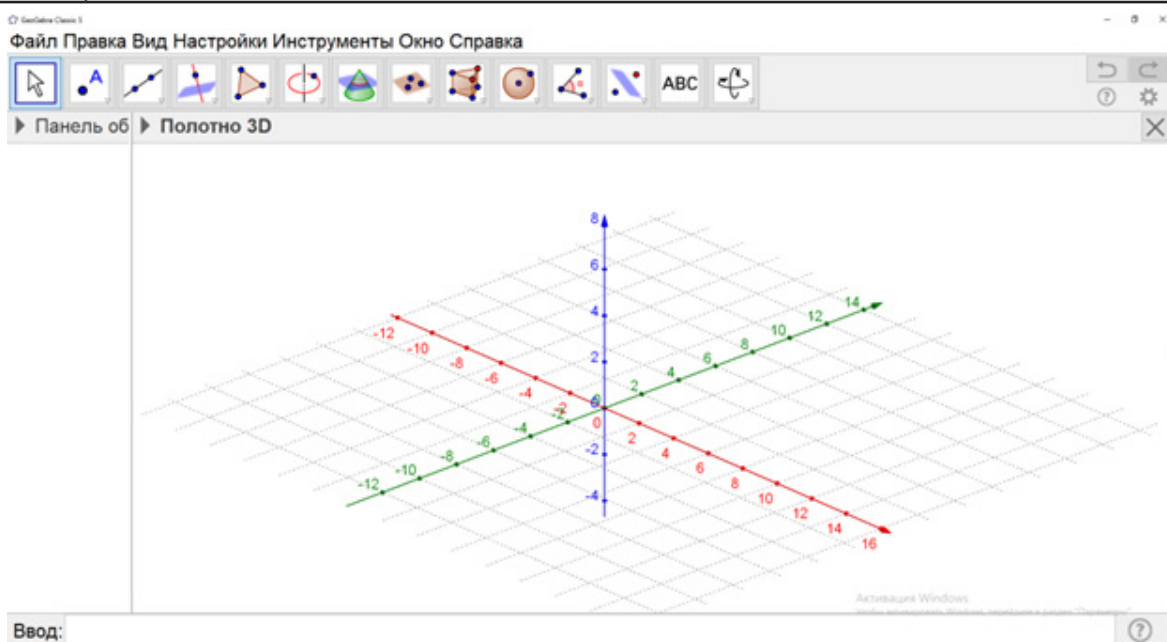 GeoGebra Classic 5
Файл Правка Вид Настройки Инструменты Окно Справка
A
ABC
Панель об
Полотно 3D
8
6
4
2
0
-2
-4
-12 -10 -8 -6 -4 -2 0 2 4 6 8 10 12 14 16
-12 -10 -8 -6 -4 -2 0 2 4 6 8 10 12 14
Активация Windows
Ввод: